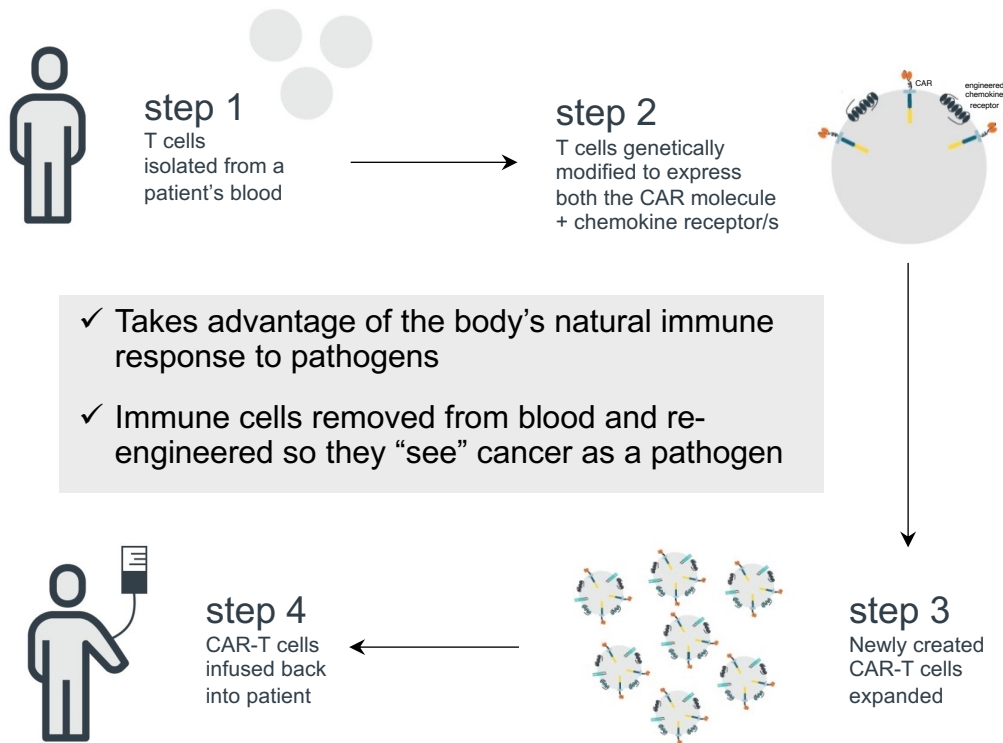 step 1
T cells
isolated from a
patient’s blood
step 2
T cells genetically
modified to express
both the CAR molecule
+ chemokine receptor/s
CAR
engineered
chemokine
receptor
✓ Takes advantage of the body’s natural immune
response to pathogens
✓ Immune cells removed from blood and re-
engineered so they “see” cancer as a pathogen
step 3
Newly created
CAR-T cells
expanded
step 4
CAR-T cells
infused back
into patient